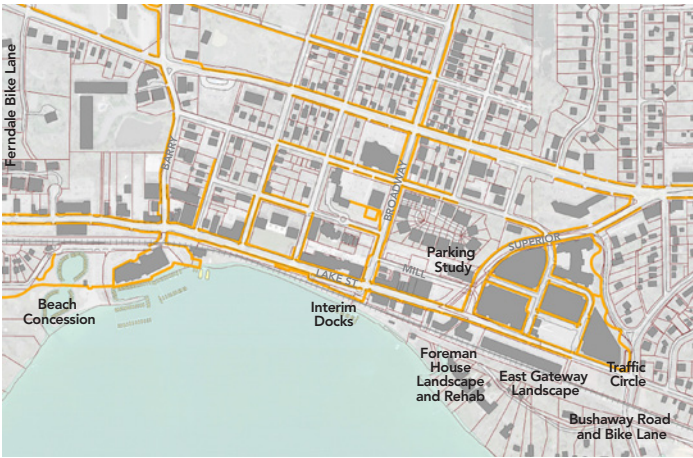 Ferndale Bike Lane
BARRY
BROADWAY
SUPERIOR
Parking
Study
MILL
LAKE ST.
Beach
Concession
Interim
Docks
Foreman
House
Landscape
and Rehab
East Gateway
Landscape
Traffic
Circle
Bushaway Road
and Bike Lane